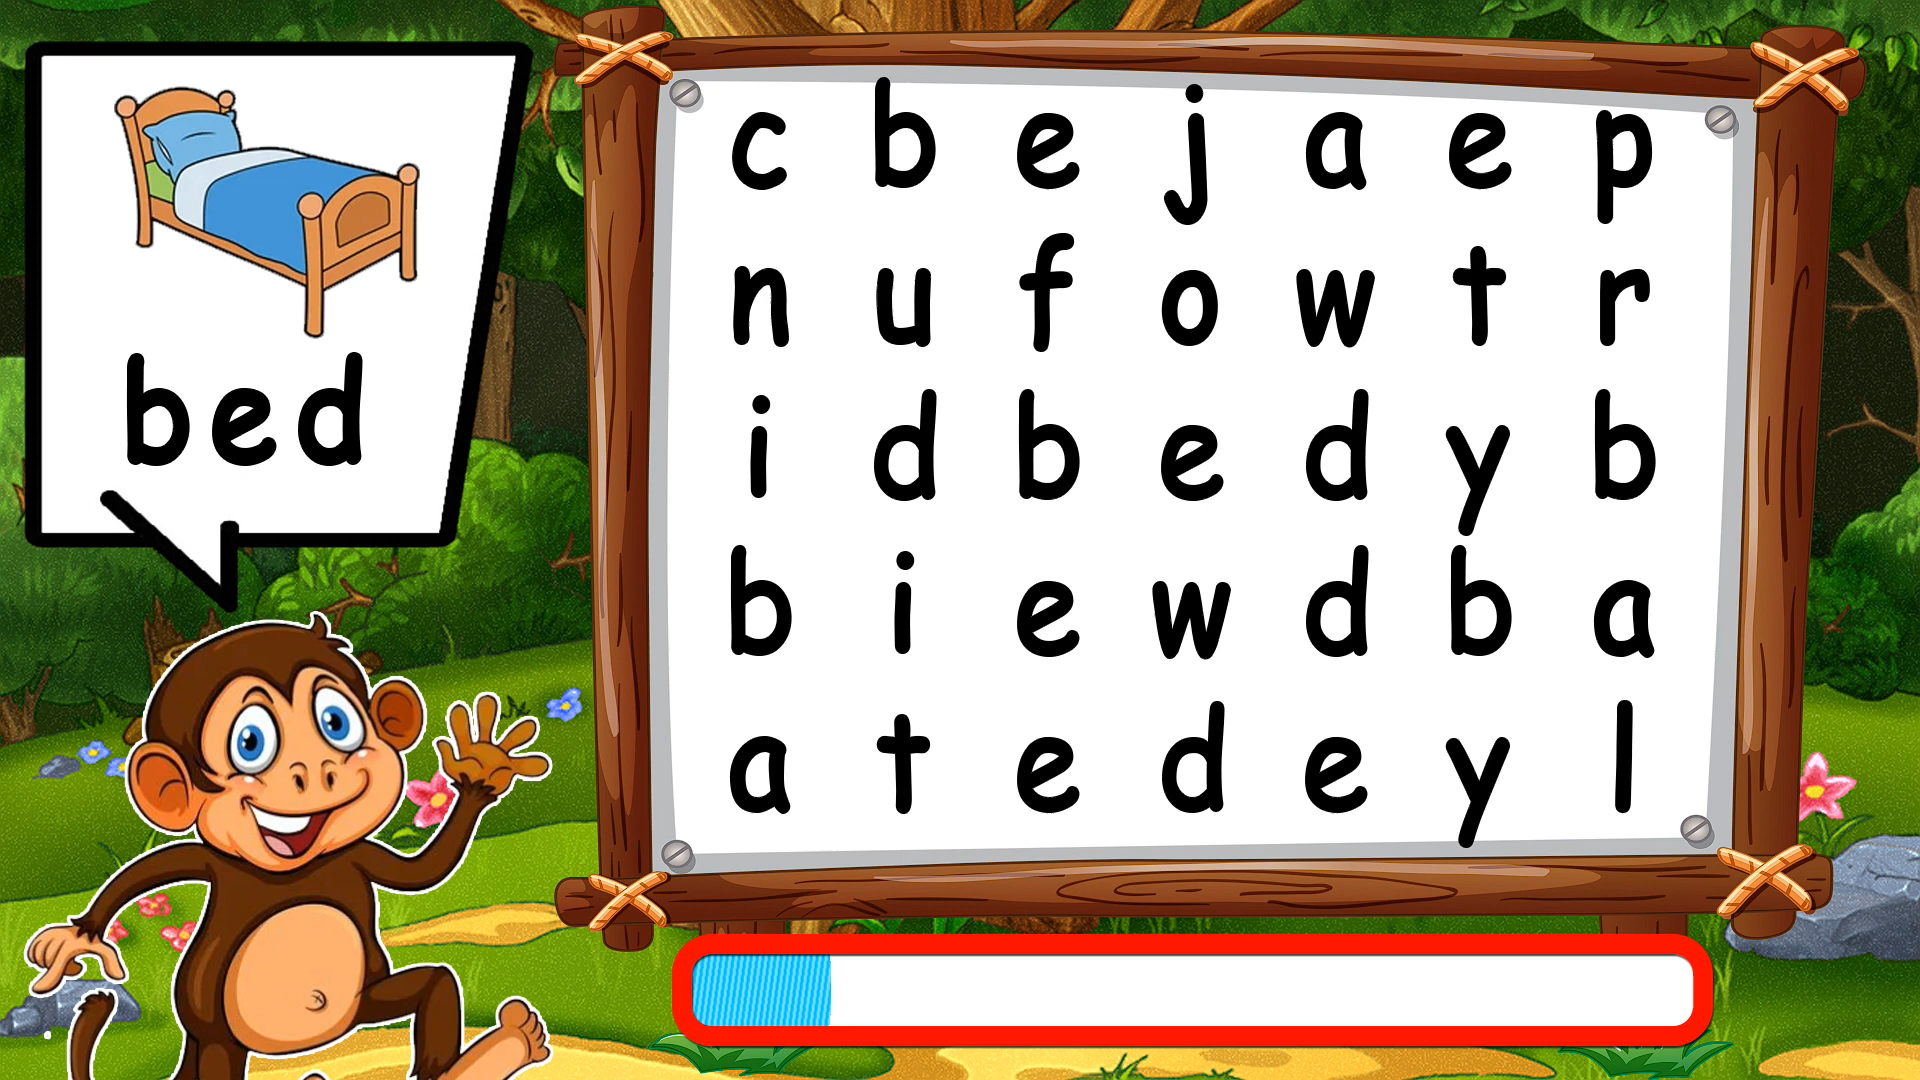 bed
c b e j a e p
n u f o w t r
i d b e d y b
b i e w d b a
a t e d e y l